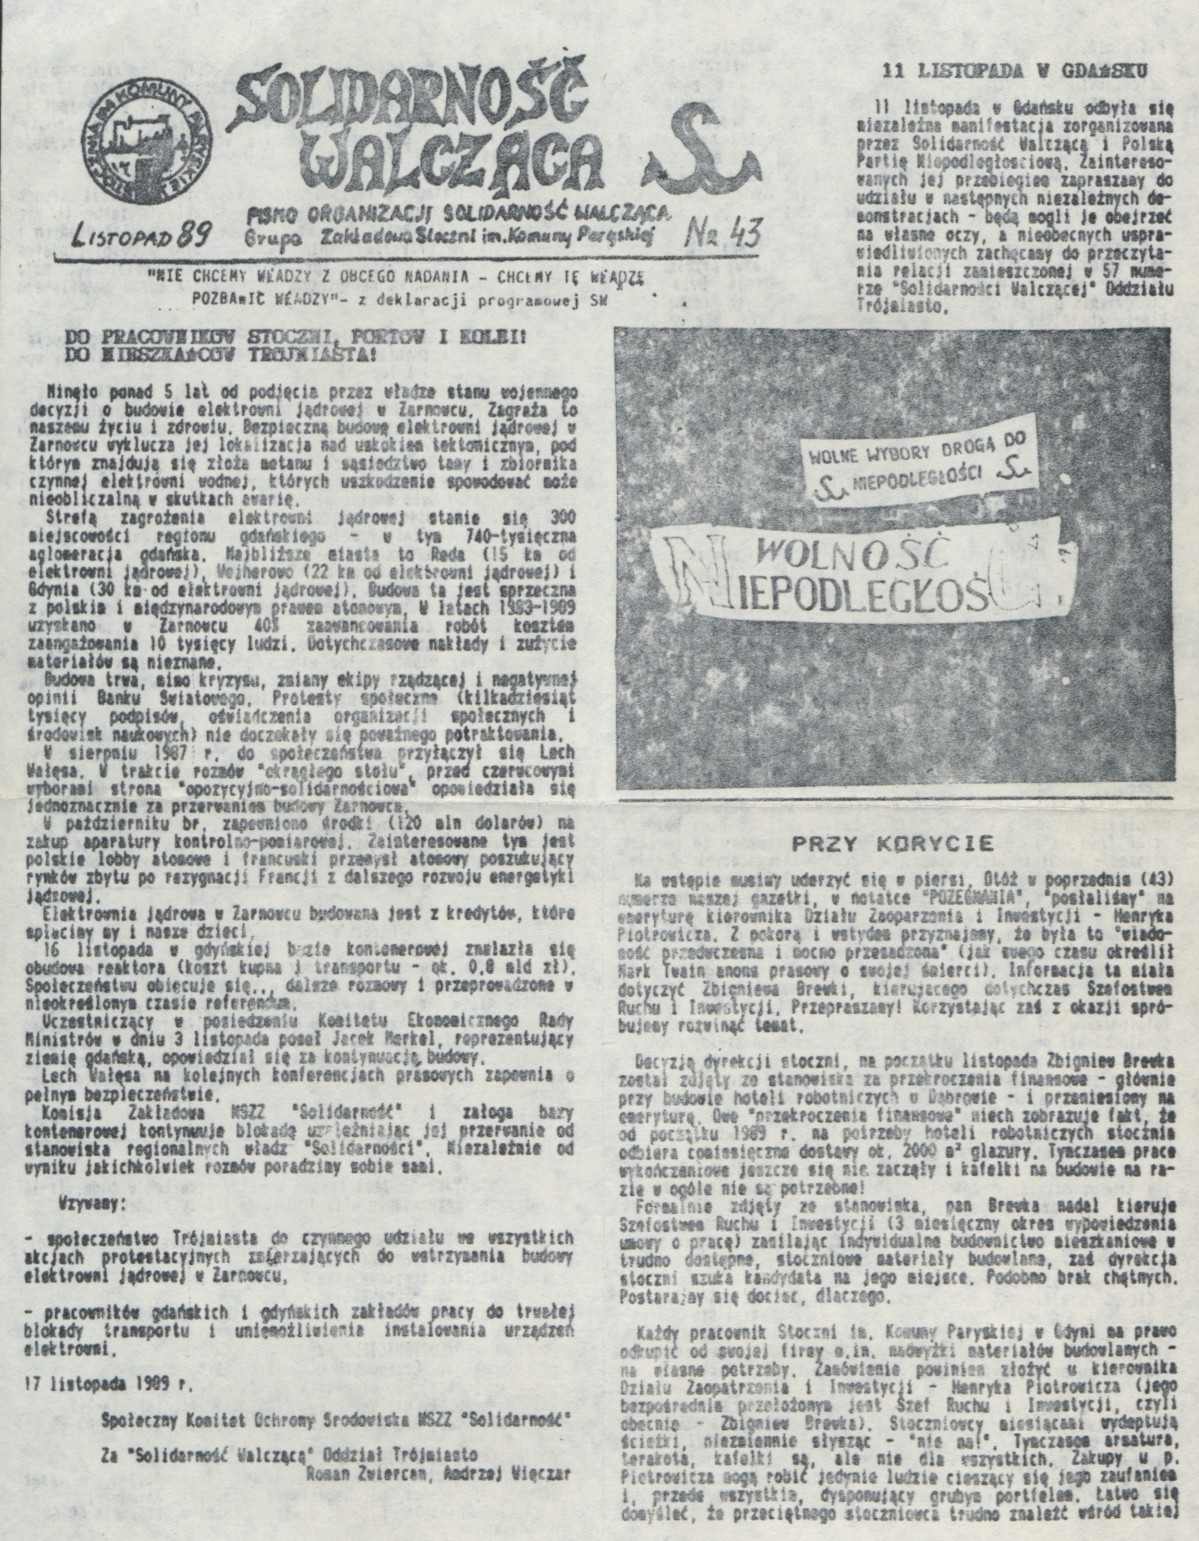 STOCZNIA IM KOMUNY PARYSKIEJ
SOLIDARNOŚĆ
WALCZĄCA
PISMO ORGANIZACJI SOLIDARNOŚĆ WALCZĄCA
LISTOPAD 89
Grupa Zakładowa Stoczni im. Komuny Paryskiej
No 43
"NIE CHCEMY WŁADZY Z OBCEGO NADANIA - CHCEMY TĘ WŁADZĘ
POZBAWIĆ WŁADZY" - z deklaracji programowej SW
DO PRACOWNIKÓW STOCZNI, PORTÓW I KOLEI!
DO MIESZKAŃCÓW TRÓJMIASTA!
Minęło ponad 5 lat od podjęcia przez władze stanu wojennego
decyzji o budowie elektrowni jądrowej w Żarnowcu. Zagraża to
naszemu życiu i zdrowiu. Bezpieczną budowę elektrowni jądrowej w
Żarnowcu wyklucza jej lokalizacja nad uskokiem tektonicznym, pod
którym znajdują się złoża metanu i sąsiedztwo tamy i zbiornika
czynnej elektrowni wodnej, których uszkodzenie spowodować może
nieobliczalną w skutkach awarię.
Strefą zagrożenia elektrowni jądrowej stanie się 300
miejscowości regionu gdańskiego - w tym 740-tysięczna
aglomeracja gdańska. Najbliższe miasta to Reda (15 km od
elektrowni jądrowej), Wejherowo (22 km od elektrowni jądrowej) i
Gdynia (30 km od elektrowni jądrowej). Budowa ta jest sprzeczna
z polskim i międzynarodowym prawem atomowym. W latach 1983-1989
uzyskano w Żarnowcu 40% zaawansowania robót kosztem
zaangażowania 10 tysięcy ludzi. Dotychczasowe nakłady i zużycie
materiałów są nieznane.
Budowa trwa, mimo kryzysu, zmiany ekipy rządzącej i negatywnej
opinii Banku Światowego. Protesty społeczne (kilkadziesiąt
tysięcy podpisów, oświadczenia organizacji społecznych i
środowisk naukowych) nie doczekały się poważnego potraktowania.
W sierpniu 1987 r. do społeczeństwa przyłączył się Lech
Wałęsa. W trakcie rozmów "okrągłego stołu", przed czerwcowymi
wyborami strona "opozycyjno-solidarnościowa" opowiedziała się
jednoznacznie za przerwaniem budowy Żarnowca.
W październiku br. zapewniono środki (120 mln dolarów) na
zakup aparatury kontrolno-pomiarowej. Zainteresowane tym jest
polskie lobby atomowe i francuski przemysł atomowy poszukujący
rynków zbytu po rezygnacji Francji z dalszego rozwoju energetyki
jądrowej.
Elektrownia jądrowa w Żarnowcu budowana jest z kredytów, które
spłacimy my i nasze dzieci.
16 listopada w gdyńskiej bazie kontenerowej znalazła się
obudowa reaktora (koszt kupna i transportu - ok. 0,8 mld zł).
Społeczeństwu obiecuje się... dalsze rozmowy i przeprowadzone w
nieokreślonym czasie referendum.
Uczestniczący w posiedzeniu Komitetu Ekonomicznego Rady
Ministrów w dniu 3 listopada poseł Jacek Merkel, reprezentujący
ziemię gdańską, opowiedział się za kontynuacją budowy.
Lech Wałęsa na kolejnych konferencjach prasowych zapewnia o
pełnym bezpieczeństwie.
Komisja Zakładowa NSZZ "Solidarność" i załoga bazy
kontenerowej kontynuuje blokadę uzależniając jej przerwanie od
stanowiska regionalnych władz "Solidarności". Niezależnie od
wyniku jakichkolwiek rozmów poradzimy sobie sami.
Wzywamy:
- społeczeństwo Trójmiasta do czynnego udziału we wszystkich
akcjach protestacyjnych zmierzających do wstrzymania budowy
elektrowni jądrowej w Żarnowcu,
- pracowników gdańskich i gdyńskich zakładów pracy do trwałej
blokady transportu i uniemożliwienia instalowania urządzeń
elektrowni.
17 listopada 1989 r.
Społeczny Komitet Ochrony Środowiska NSZZ "Solidarność"
Za "Solidarność Walczącą" Oddział Trójmiasto
Roman Zwiercan, Andrzej Więczar
11 LISTOPADA W GDAŃSKU
11 listopada w Gdańsku odbyła się
niezależna manifestacja zorganizowana
przez Solidarność Walczącą i Polską
Partię Niepodległościową. Zaintereso-
wanych jej przebiegiem zapraszamy do
udziału w następnych niezależnych de-
monstracjach - będą mogli je obejrzeć
na własne oczy, a nieobecnych uspra-
wiedliwionych zachęcamy do przeczyta-
nia relacji zamieszczonej w 57 nume-
rze "Solidarności Walczącej" Oddziału
Trójmiasto.
WOLNE WYBORY DROGĄ DO
NIEPODLEGŁOŚCI
WOLNOŚĆ
NIEPODLEGŁOŚĆ
PRZY KORYCIE
Na wstępie musimy uderzyć się w piersi. Otóż w poprzednim (43)
numerze naszej gazetki, w notatce "POŻEGNANIA", "posłaliśmy" na
emeryturę kierownika Działu Zaoparzenia i Inwestycji - Henryka
Piotrowicza. Z pokorą i wstydem przyznajemy, że była to "wiado-
mość przedwczesna i mocno przesadzona" (jak swego czasu określił
Mark Twain anons prasowy o swojej śmierci). Informacja ta miała
dotyczyć Zbigniewa Brewki, kierującego dotychczas Szefostwem
Ruchu i Inwestycji. Przepraszamy! Korzystając zaś z okazji spró-
bujemy rozwinąć temat.
Decyzją dyrekcji stoczni, na początku listopada Zbigniew Brewka
został zdjęty ze stanowiska za przekroczenia finansowe - głównie
przy budowie hoteli robotniczych w Dąbrowie - i przeniesiony na
emeryturę. Owe "przekroczenia finansowe" niech zobrazuje fakt, że
od początku 1989 r. na potrzeby hoteli robotniczych stocznia
odbiera comiesięczne dostawy ok. 2000 m² glazury. Tymczasem prace
wykończeniowe jeszcze się nie zaczęły i kafelki na budowie na ra-
zie w ogóle nie są potrzebne!
Formalnie zdjęty ze stanowiska, pan Brewka nadal kieruje
Szefostwem Ruchu i Inwestycji (3 miesięczny okres wypowiedzenia
umowy o pracę) zasilając indywidualne budownictwo mieszkaniowe w
trudno dostępne, stoczniowe materiały budowlane, zaś dyrekcja
stoczni szuka kandydata na jego miejsce. Podobno brak chętnych.
Postarajmy się dociec, dlaczego.
Każdy pracownik Stoczni im. Komuny Paryskiej w Gdyni ma prawo
odkupić od swojej firmy m.in. nadwyżki materiałów budowlanych -
na własne potrzeby. Zamówienie powinien złożyć u kierownika
Działu Zaopatrzenia i Inwestycji - Henryka Piotrowicza (jego
bezpośrednim przełożonym jest Szef Ruchu i Inwestycji, czyli
obecnie - Zbigniew Brewka). Stoczniowcy miesiącami wydeptują
ścieżki, niezmiennie słysząc - "nie ma!". Tymczasem armatura,
terakota, kafelki są, ale nie dla wszystkich. Zakupy u p.
Piotrowicza mogą robić jedynie ludzie cieszący się jego zaufaniem
i, przede wszystkim, dysponujący grubym portfelem. Łatwo się
domyśleć, że przeciętnego stoczniowca trudno znaleźć wśród takiej